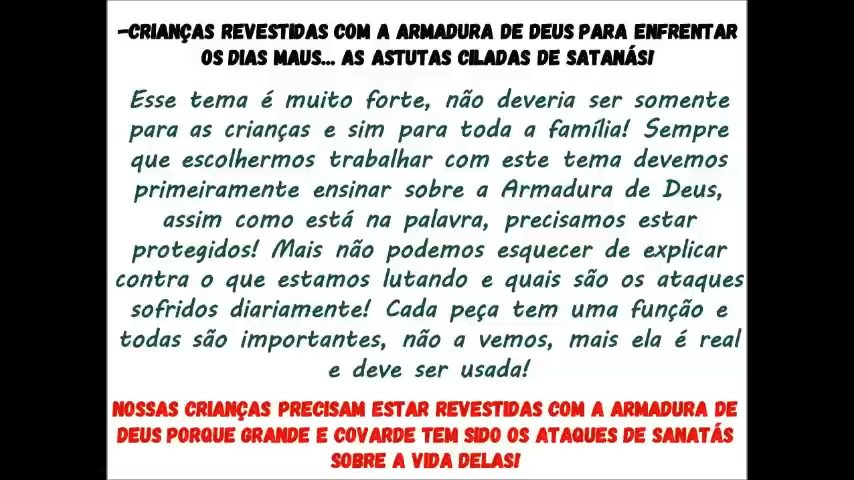 -CRIANÇAS REVESTIDAS COM A ARMADURA DE DEUS PARA ENFRENTAR
OS DIAS MAUS... AS ASTUTAS CILADAS DE SATANÁS!
Esse tema é muito forte, não deveria ser somente
para as crianças e sim para toda a família! Sempre
que escolhermos trabalhar com este tema devemos
primeiramente ensinar sobre a Armadura de Deus,
assim como está na palavra, precisamos estar
protegidos! Mais não podemos esquecer de explicar
contra o que estamos lutando e quais são os ataques
sofridos diariamente! Cada peça tem uma função e
todas são importantes, não a vemos, mais ela é real
e deve ser usada!
NOSSAS CRIANÇAS PRECISAM ESTAR REVESTIDAS COM A ARMADURA DE
DEUS PORQUE GRANDE E COVARDE TEM SIDO OS ATAQUES DE SANATÁS
SOBRE A VIDA DELAS!